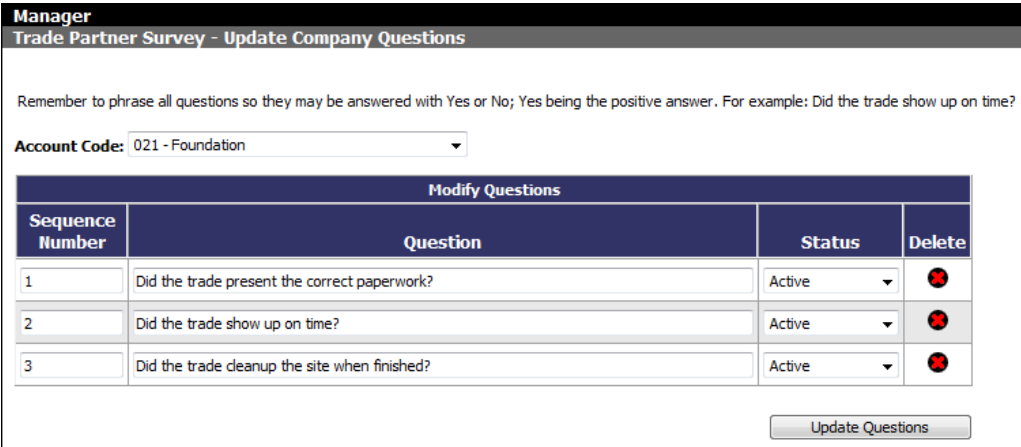 Manager
Trade Partner Survey - Update Company Questions
Remember to phrase all questions so they may be answered with Yes or No; Yes being the positive answer. For example: Did the trade show up on time?
Account Code: 021 - Foundation
Modify Questions
Sequence Number Question Status Delete
1 Did the trade present the correct paperwork? Active
2 Did the trade show up on time? Active
3 Did the trade cleanup the site when finished? Active
Update Questions